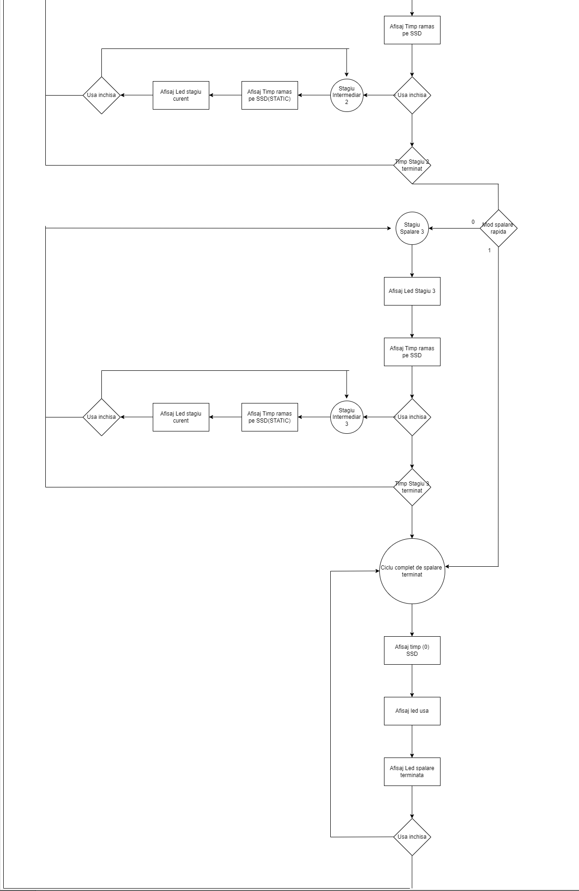 Afisaj Timp ramas
pe SSD
Usa inchisa
Afisaj Led stagiu
curent
Afisaj Timp ramas
pe SSD(STATIC)
Stagiu
Intermediar
2
Usa inchisa
Timp Stagiu 2
terminat
Stagiu
Spalare 3
0
Mod spalare
rapida
1
Afisaj Led Stagiu 3
Afisaj Timp ramas
pe SSD
Usa inchisa
Afisaj Led stagiu
curent
Afisaj Timp ramas
pe SSD(STATIC)
Stagiu
Intermediar
3
Usa inchisa
Timp Stagiu 3
terminat
Ciclu complet de spalare
terminat
Afisaj timp (0)
SSD
Afisaj led usa
Afisaj Led spalare
terminata
Usa inchisa